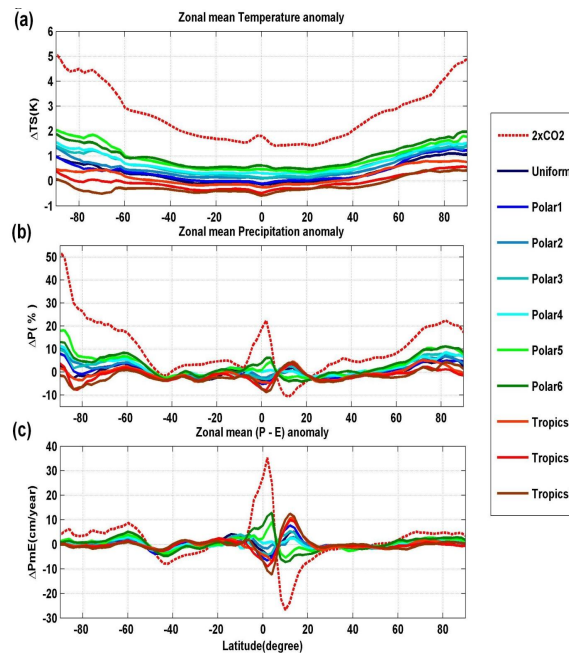 (a)
Zonal mean Temperature anomaly
6
5
4
3
2
1
0
-1
ΔTS(K)
-80 -60 -40 -20 0 20 40 60 80
(b)
Zonal mean Precipitation anomaly
50
40
30
20
10
0
-10
ΔP( % )
-80 -60 -40 -20 0 20 40 60 80
(c)
Zonal mean (P - E) anomaly
40
30
20
10
0
-10
-20
-30
ΔPmE(cm/year)
-80 -60 -40 -20 0 20 40 60 80
Latitude(degree)
2xCO2
Uniform
Polar1
Polar2
Polar3
Polar4
Polar5
Polar6
Tropics
Tropics
Tropics